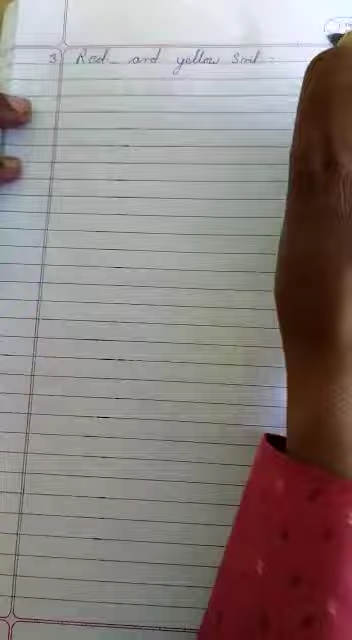 3) Red and yellow Soil :